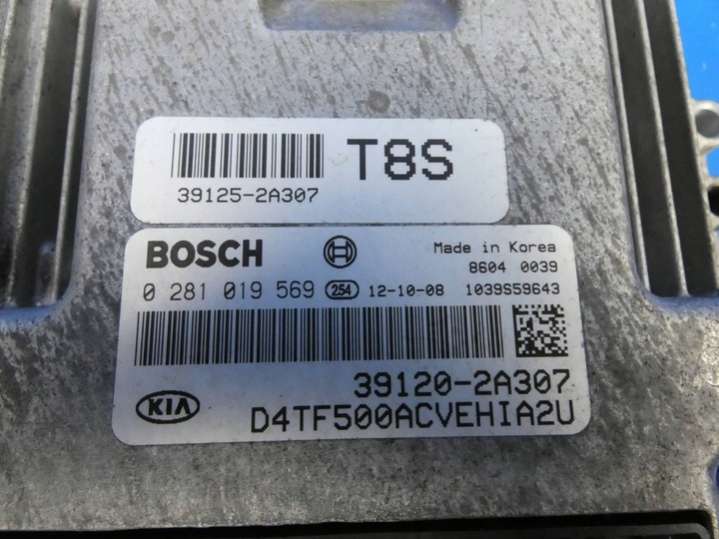 T8S
39125-2A307
BOSCH
Made in Korea
8604 0039
0 281 019 569 254 12-10-08 1039S59643
39120-2A307
KIA
D4TF500ACVEHIA2U